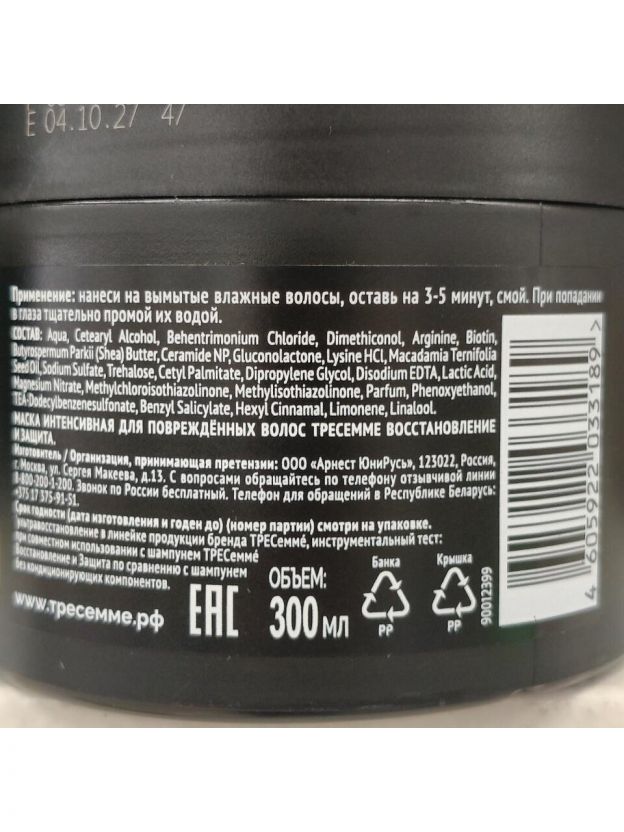 E 04.10.27 47
Применение: нанеси на вымытые влажные волосы, оставь на 3-5 минут, смой. При попадании
в глаза тщательно промой их водой.
СОСТАВ: Aqua, Cetearyl Alcohol, Behentrimonium Chloride, Dimethiconol, Arginine, Biotin,
Butyrospermum Parkii (Shea) Butter, Ceramide NP, Gluconolactone, Lysine HCl, Macadamia Ternifolia
Seed Oil, Sodium Sulfate, Trehalose, Cetyl Palmitate, Dipropylene Glycol, Disodium EDTA, Lactic Acid,
Magnesium Nitrate, Methylchloroisothiazolinone, Methylisothiazolinone, Parfum, Phenoxyethanol,
TEA-Dodecylbenzenesulfonate, Benzyl Salicylate, Hexyl Cinnamal, Limonene, Linalool.
МАСКА ИНТЕНСИВНАЯ ДЛЯ ПОВРЕЖДЁННЫХ ВОЛОС ТРЕСЕММЕ ВОССТАНОВЛЕНИЕ
И ЗАЩИТА.
Изготовитель / Организация, принимающая претензии: ООО «Арнест ЮниРусь», 123022, Россия,
г. Москва, ул. Сергея Макеева, д.13. С вопросами обращайтесь по телефону отзывчивой линии
8-800-200-1-200. Звонок по России бесплатный. Телефон для обращений в Республике Беларусь:
+375 17 375-91-51.
Срок годности (дата изготовления и годен до) (номер партии) смотри на упаковке.
Ультравосстановление в линейке продукции бренда ТРЕСемме́, инструментальный тест:
при совместном использовании с шампунем ТРЕСемме́
Восстановление и Защита по сравнению с шампунем
без кондиционирующих компонентов.
www.тресемме.рф
EAC
ОБЪЕМ:
300 МЛ
Банка
PP
Крышка
PP
90012399
4 605922 033189 >